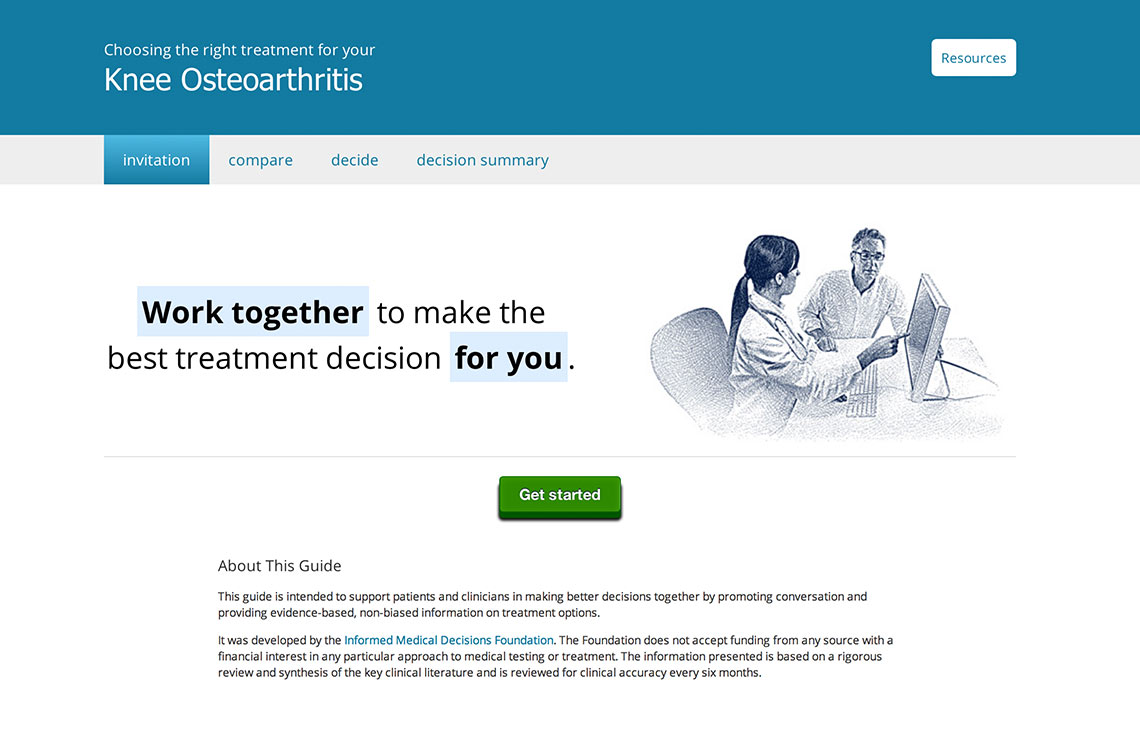 Choosing the right treatment for your
Knee Osteoarthritis
Resources
invitation compare decide decision summary
Work together to make the
best treatment decision for you.
Get started
About This Guide
This guide is intended to support patients and clinicians in making better decisions together by promoting conversation and
providing evidence-based, non-biased information on treatment options.
It was developed by the Informed Medical Decisions Foundation. The Foundation does not accept funding from any source with a
financial interest in any particular approach to medical testing or treatment. The information presented is based on a rigorous
review and synthesis of the key clinical literature and is reviewed for clinical accuracy every six months.